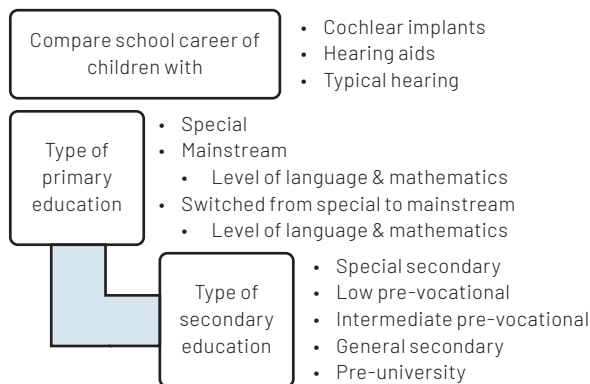 Compare school career of
children with
• Cochlear implants
• Hearing aids
• Typical hearing
Type of
primary
education
• Special
• Mainstream
• Level of language & mathematics
• Switched from special to mainstream
• Level of language & mathematics
Type of
secondary
education
• Special secondary
• Low pre-vocational
• Intermediate pre-vocational
• General secondary
• Pre-university